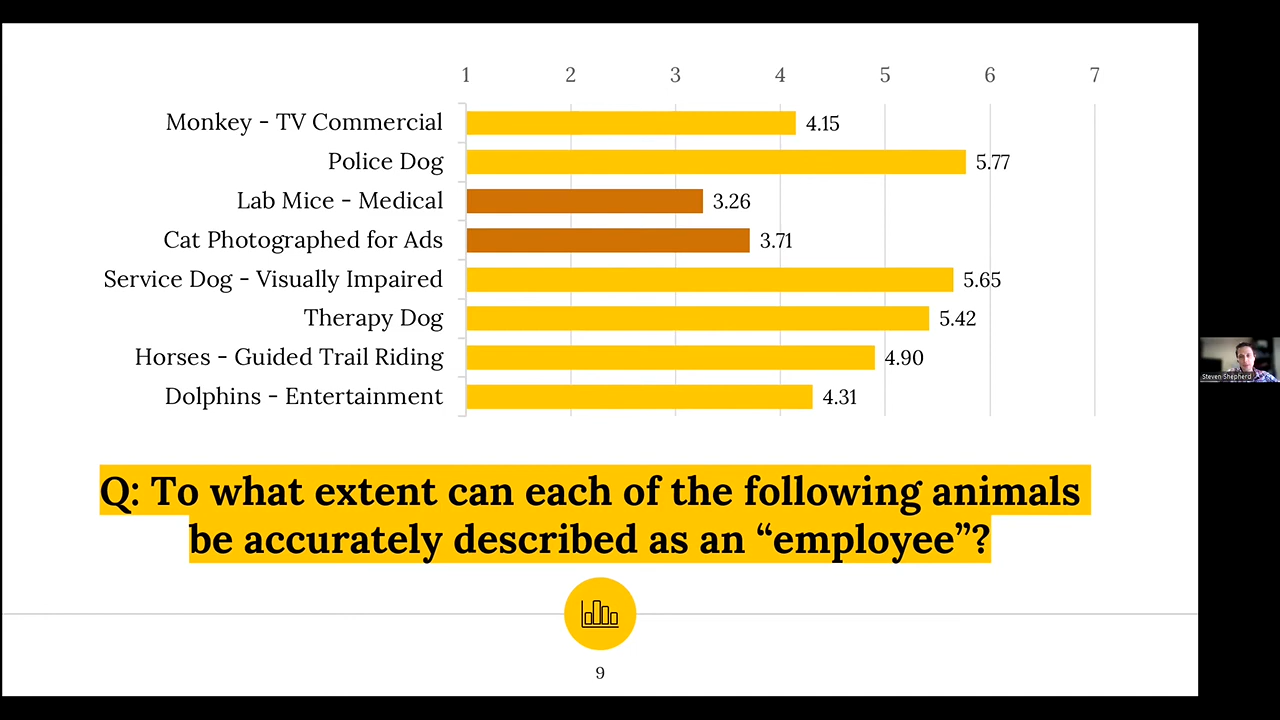 1 2 3 4 5 6 7
Monkey - TV Commercial 4.15
Police Dog 5.77
Lab Mice - Medical 3.26
Cat Photographed for Ads 3.71
Service Dog - Visually Impaired 5.65
Therapy Dog 5.42
Horses - Guided Trail Riding 4.90
Dolphins - Entertainment 4.31
Steven Shepherd
Q: To what extent can each of the following animals
be accurately described as an “employee”?
9